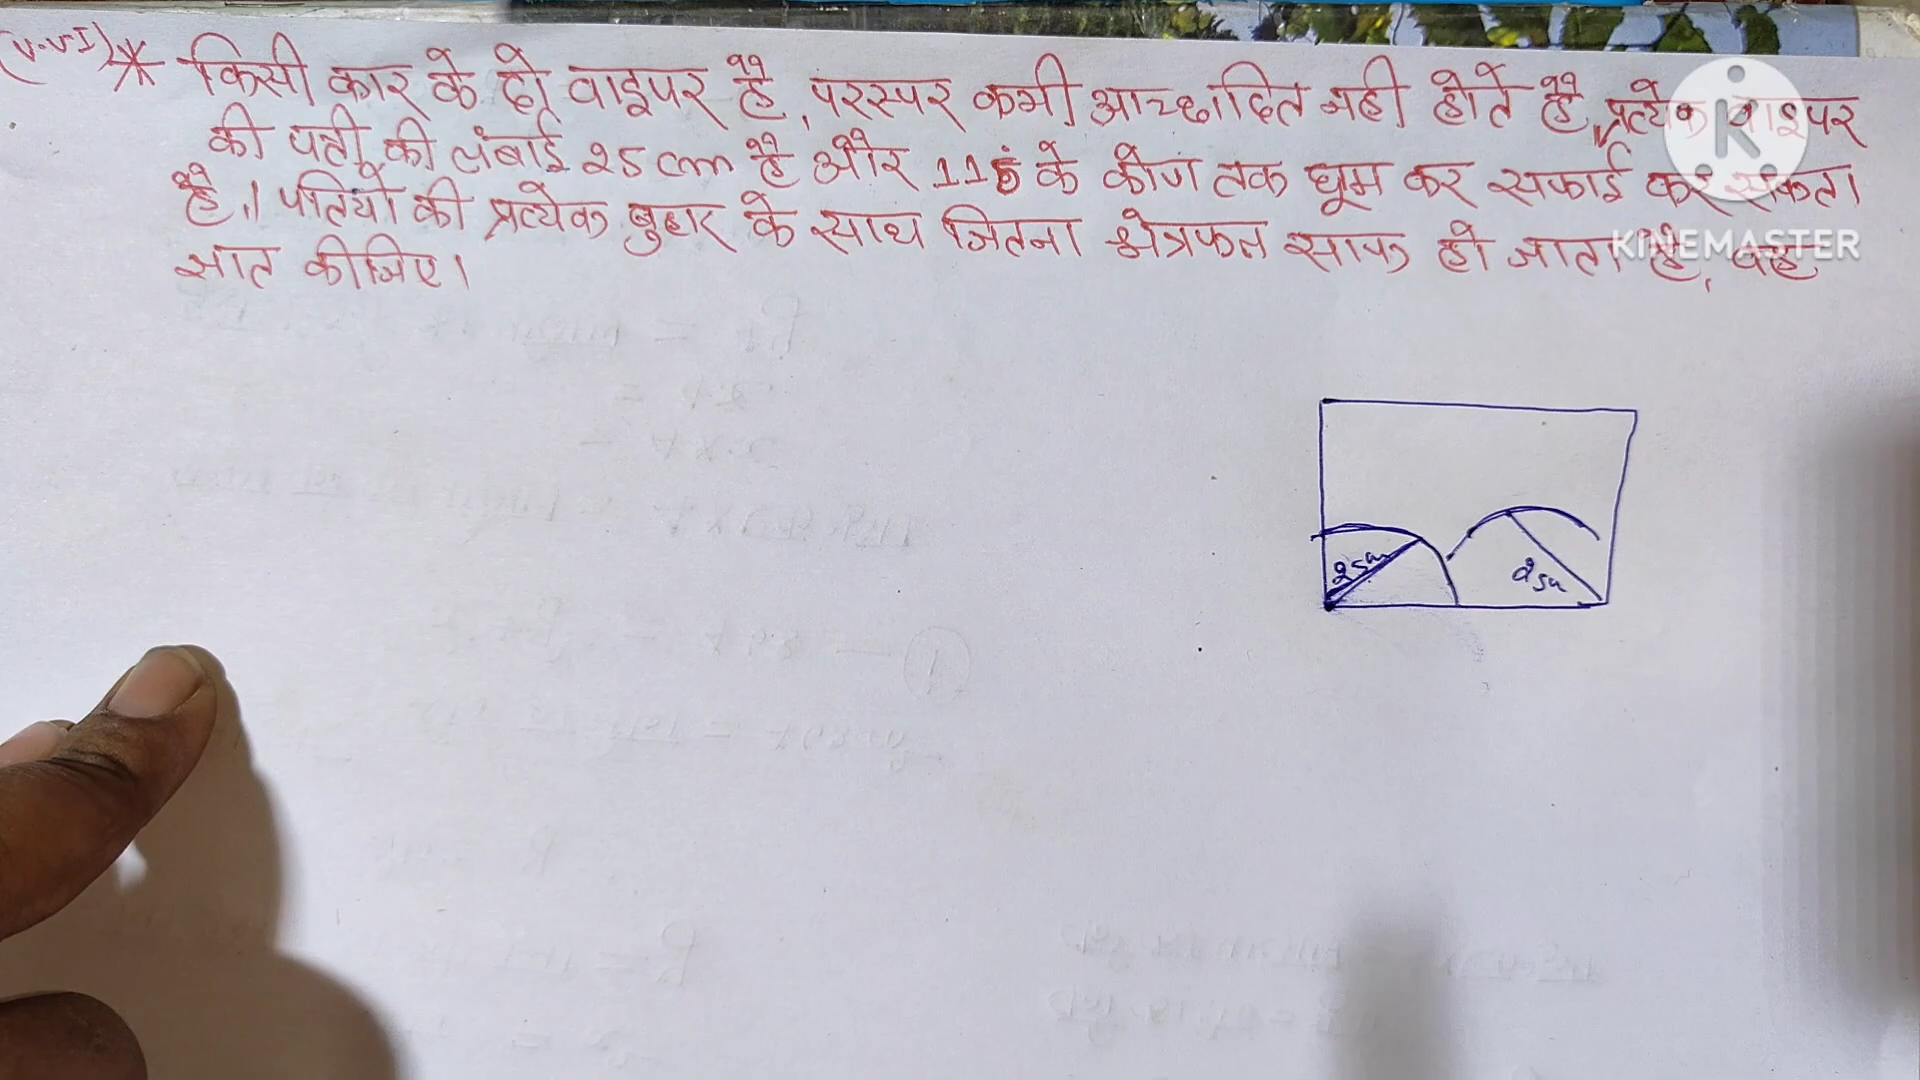 (V.V.I)* किसी कार के दो वाइपर है, परस्पर कभी आच्छादित नही होते है, प्रत्येक वाइपर
की पत्ती की लंबाई 25 cm है और 115° के कोण तक घूम कर सफाई कर सकता
है। पतियों की प्रत्येक बुहार के साथ जितना क्षेत्रफल साफ हो जाता है, वह
ज्ञात कीजिए।
KINEMASTER
25cm
25